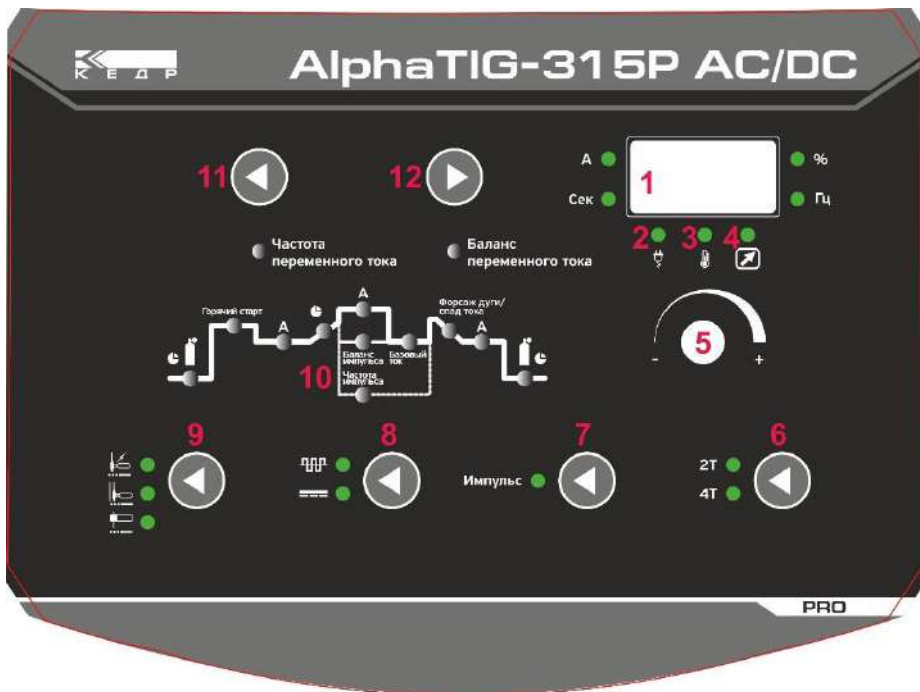 КЕДР
AlphaTIG-315P AC/DC
11
12
А
%
1
Сек
Гц
2
3
4
Частота
переменного тока
Баланс
переменного тока
Горячий старт
А
А
Форсаж дуги/
спад тока
А
Баланс
импульса
Базовый
ток
10
Частота
импульса
5
-
+
9
8
7
6
Импульс
2Т
4Т
PRO